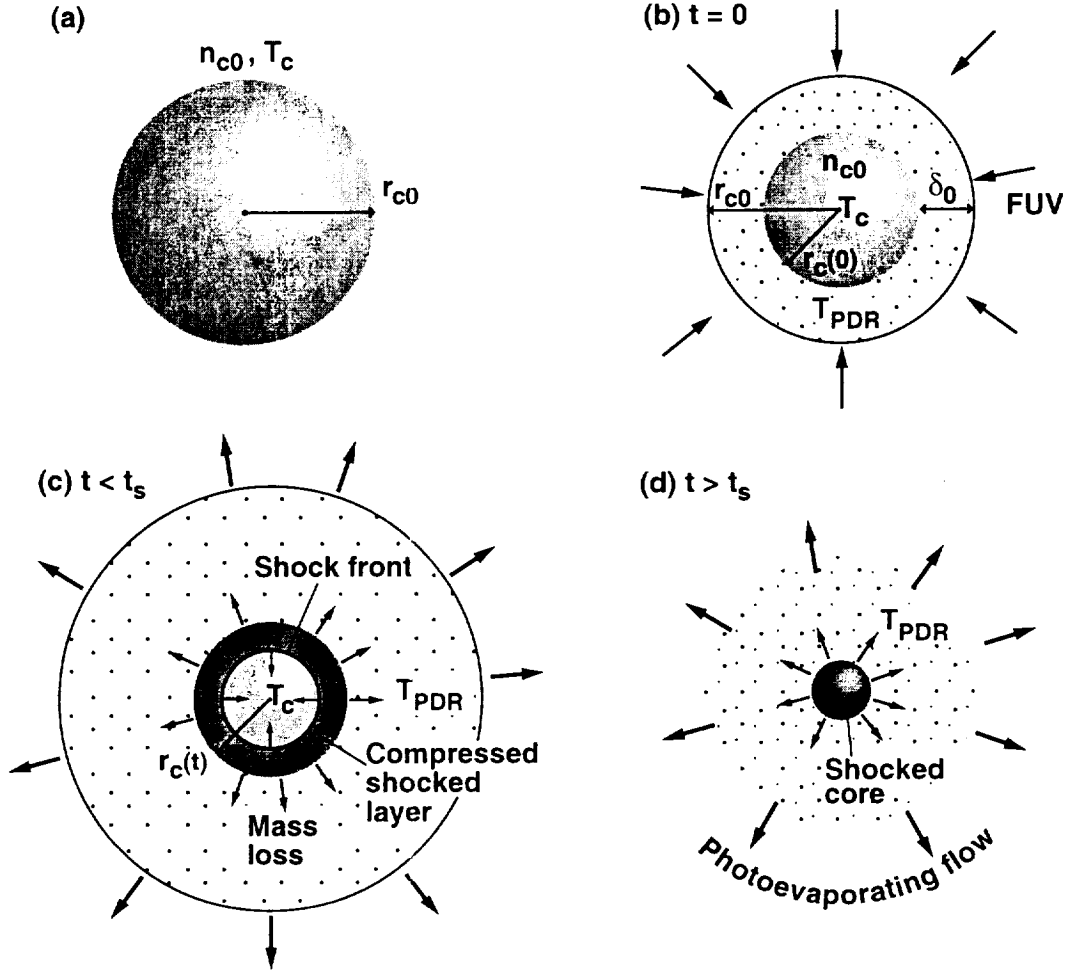 (a)
n_c0 , T_c
r_c0
(b) t = 0
n_c0
r_c0
T_c
δ_0
FUV
r_c(0)
T_PDR
(c) t < t_s
Shock front
T_c
T_PDR
r_c(t)
Compressed
shocked
layer
Mass
loss
(d) t > t_s
T_PDR
Shocked
core
Photoevaporating flow